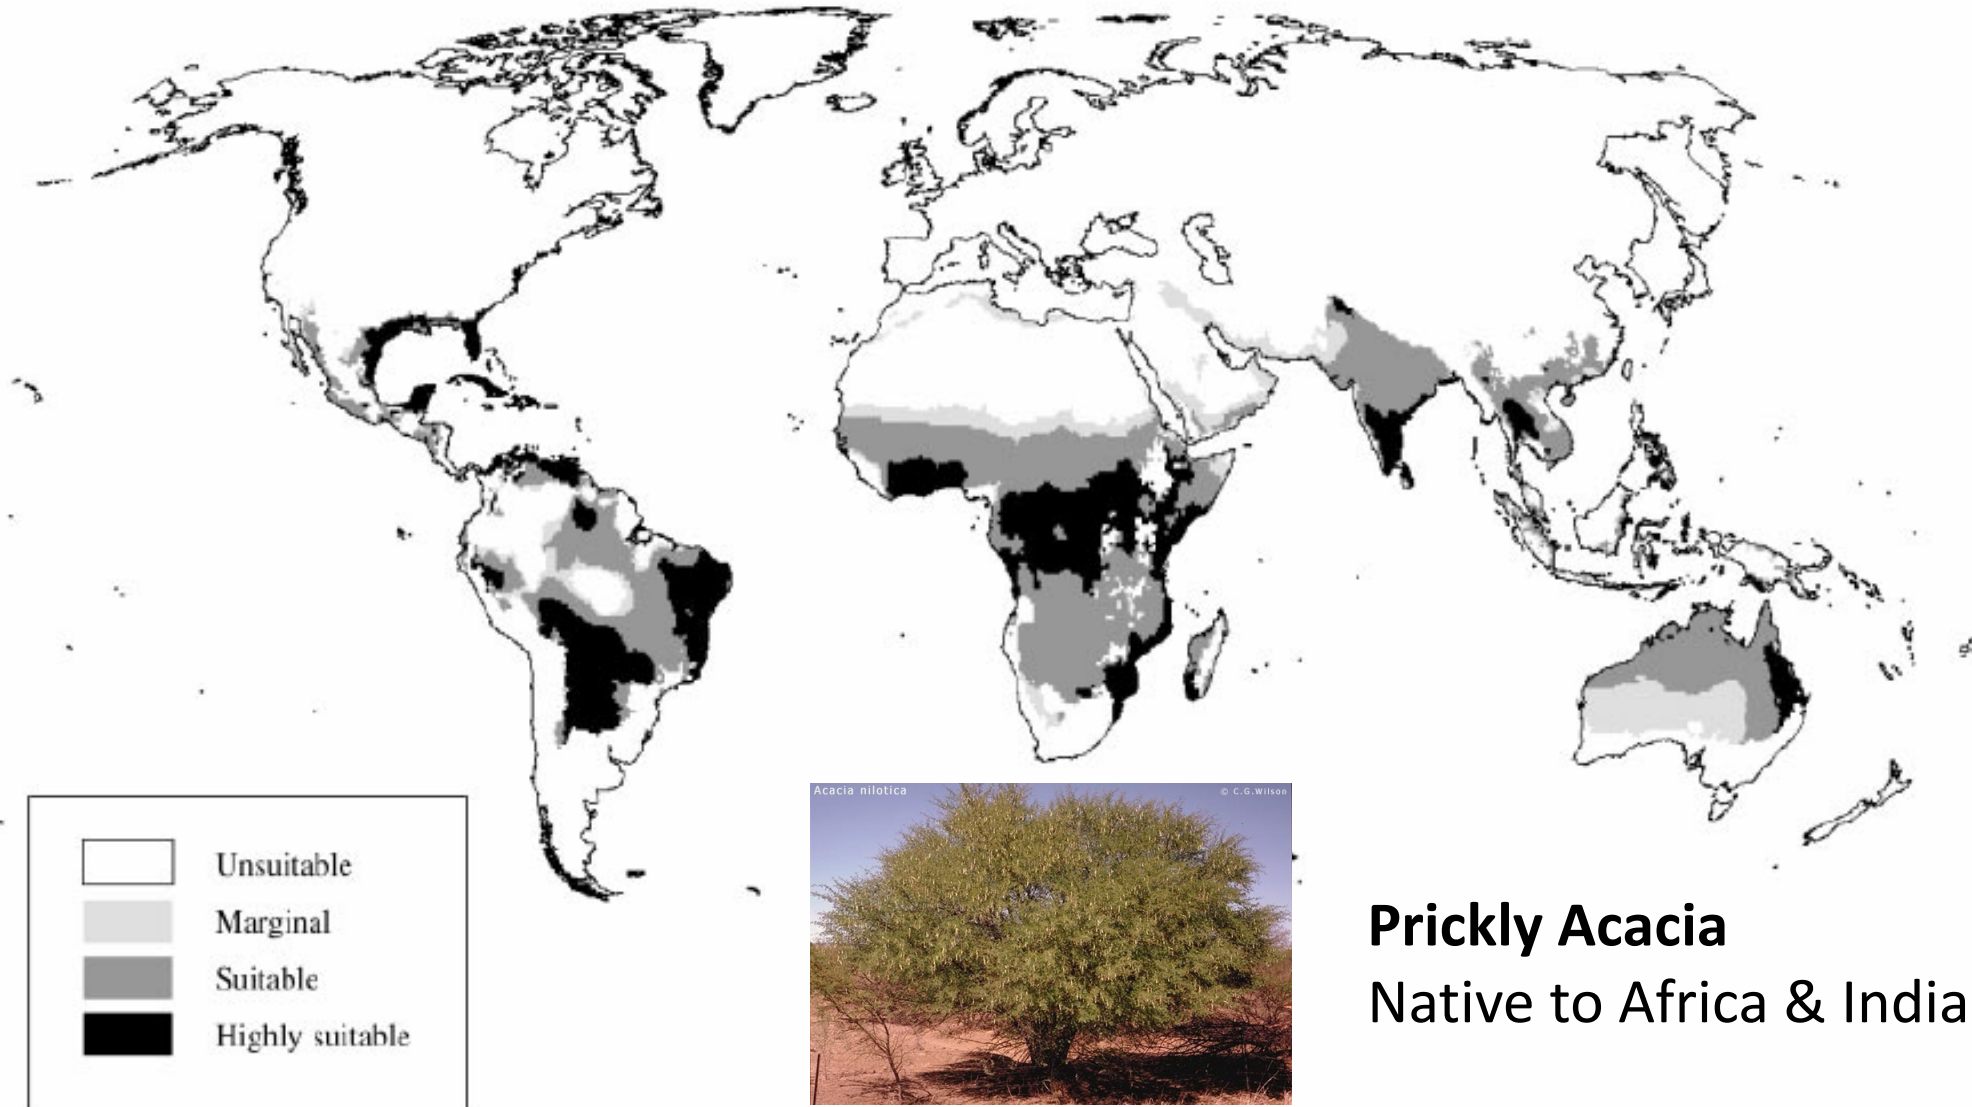 Unsuitable
Marginal
Suitable
Highly suitable
Acacia nilotica
© C.G.Wilson
Prickly Acacia
Native to Africa & India